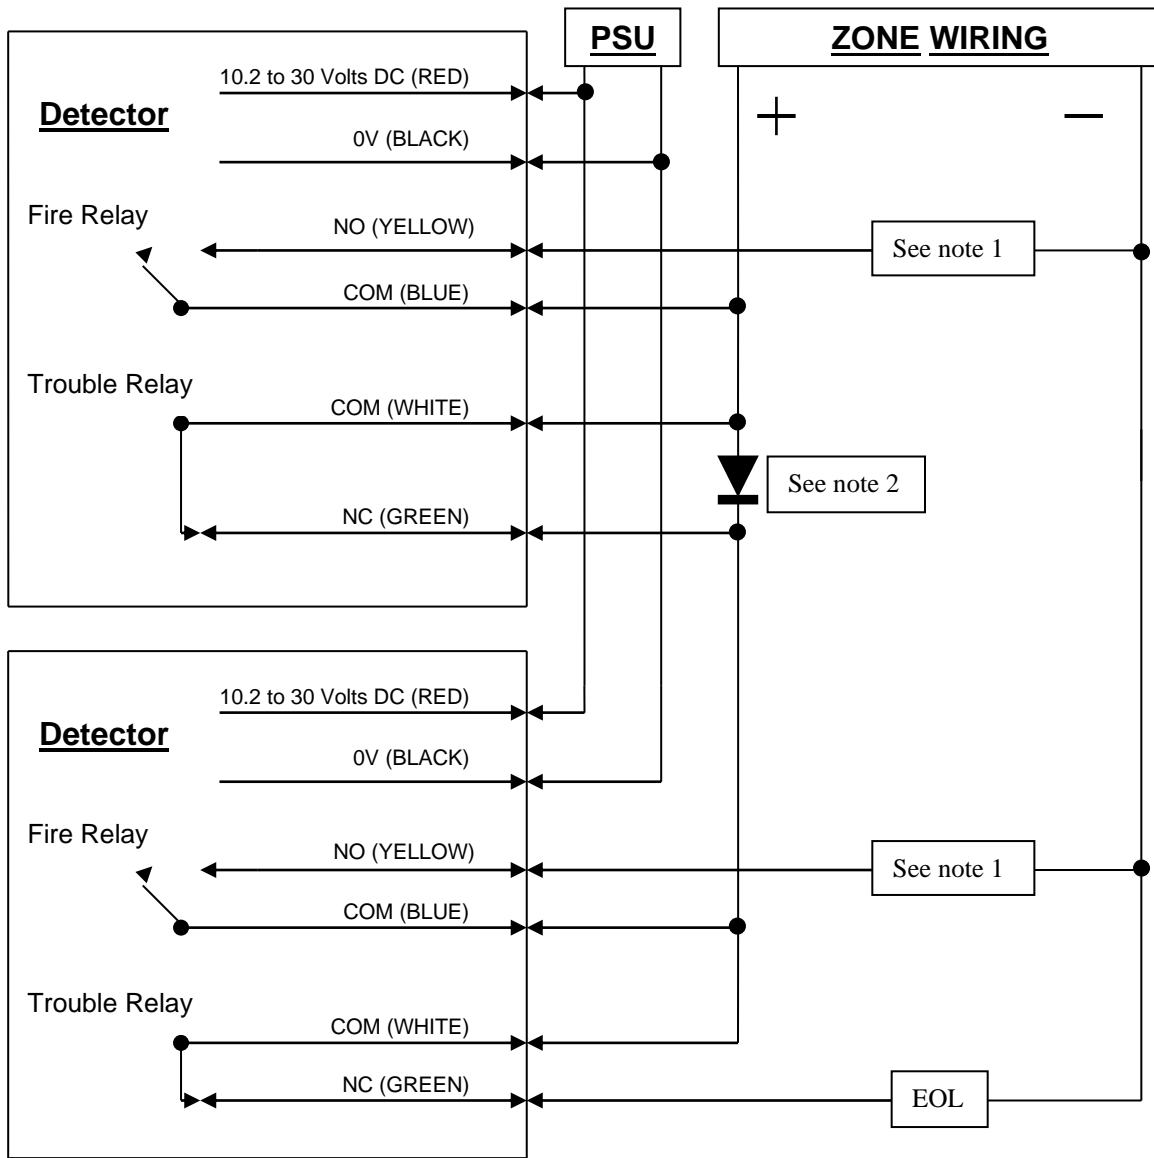 PSU
ZONE WIRING
+
−
Detector
10.2 to 30 Volts DC (RED)
0V (BLACK)
Fire Relay
NO (YELLOW)
See note 1
COM (BLUE)
Trouble Relay
COM (WHITE)
See note 2
NC (GREEN)
Detector
10.2 to 30 Volts DC (RED)
0V (BLACK)
Fire Relay
NO (YELLOW)
See note 1
COM (BLUE)
Trouble Relay
COM (WHITE)
NC (GREEN)
EOL